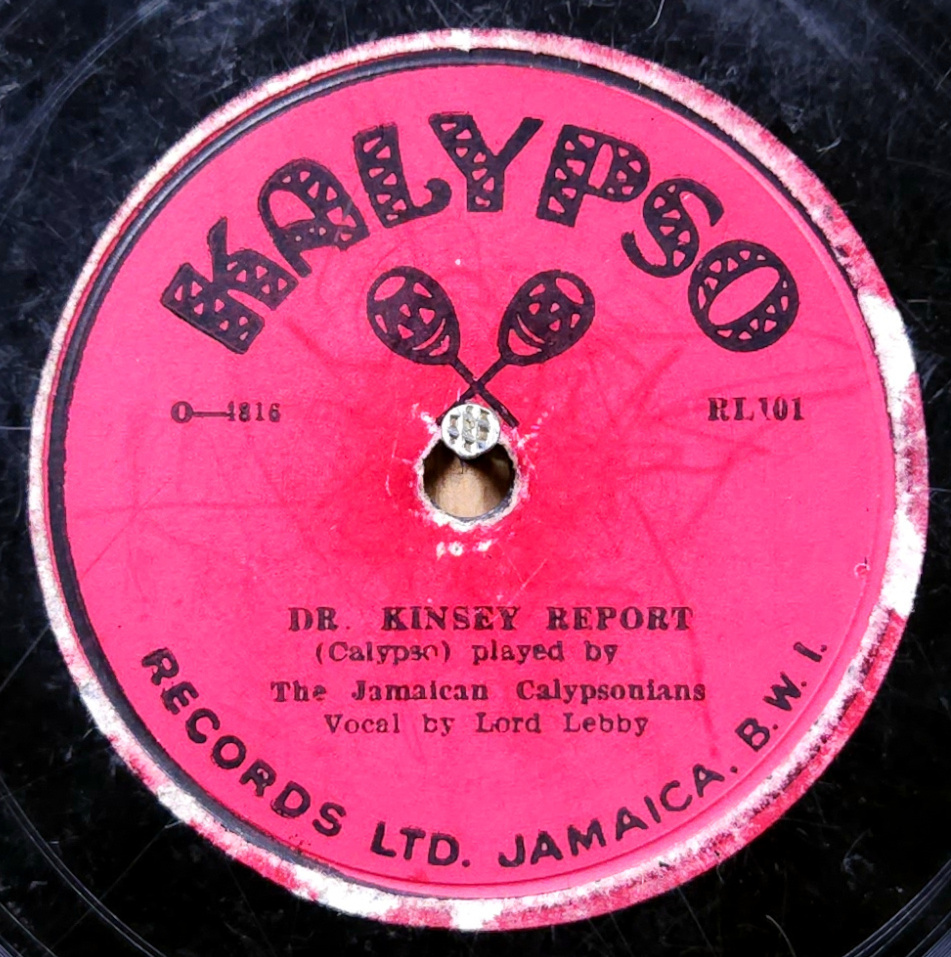 KALYPSO
O—4816
RL101
DR. KINSEY REPORT
(Calypso) played by
The Jamaican Calypsonians
Vocal by Lord Lebby
RECORDS LTD. JAMAICA. B.W.I.